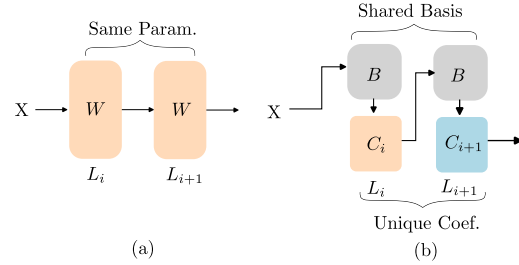 Same Param.
X
W
W
L_i
L_{i+1}
(a)
Shared Basis
X
B
B
C_i
C_{i+1}
L_i
L_{i+1}
Unique Coef.
(b)